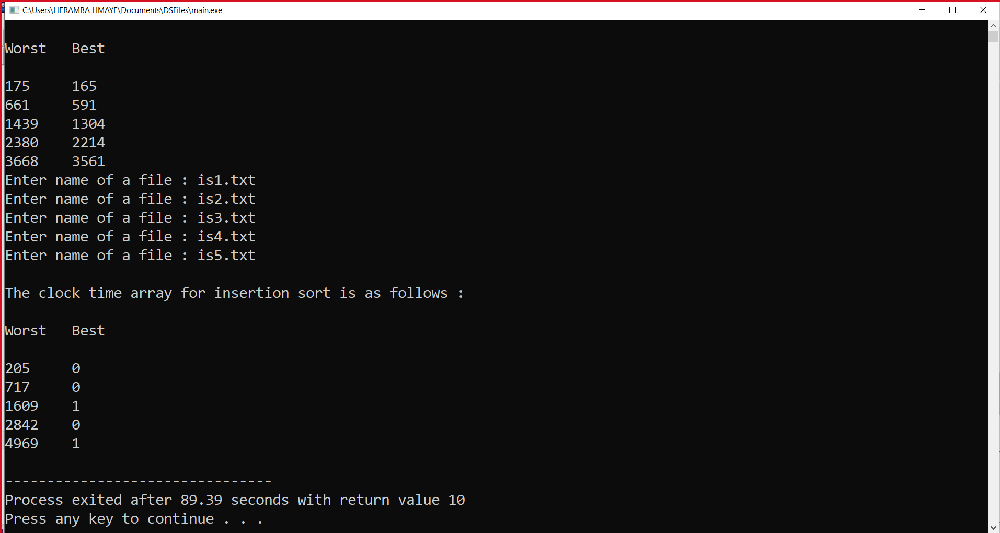 C:\Users\HERAMBA LIMAYE\Documents\DSFiles\main.exe
Worst   Best
175     165
661     591
1439    1304
2380    2214
3668    3561
Enter name of a file : is1.txt
Enter name of a file : is2.txt
Enter name of a file : is3.txt
Enter name of a file : is4.txt
Enter name of a file : is5.txt
The clock time array for insertion sort is as follows :
Worst   Best
205     0
717     0
1609    1
2842    0
4969    1
--------------------------------
Process exited after 89.39 seconds with return value 10
Press any key to continue . . .